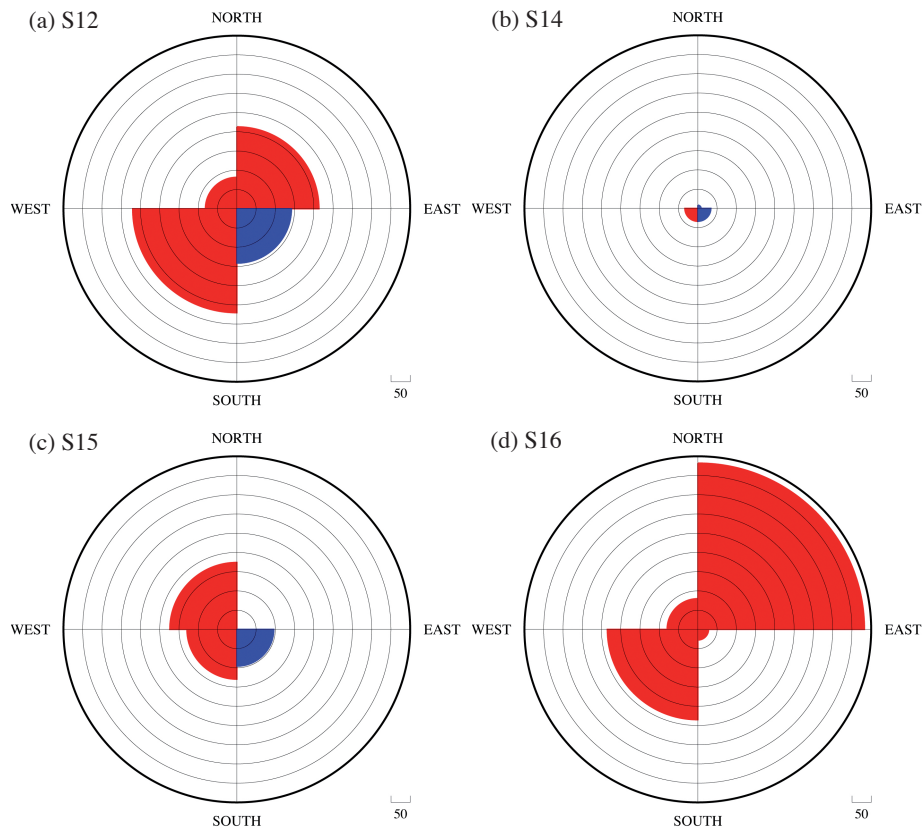 (a) S12
NORTH
WEST
EAST
SOUTH
50
(b) S14
NORTH
WEST
EAST
SOUTH
50
(c) S15
NORTH
WEST
EAST
SOUTH
50
(d) S16
NORTH
WEST
EAST
SOUTH
50